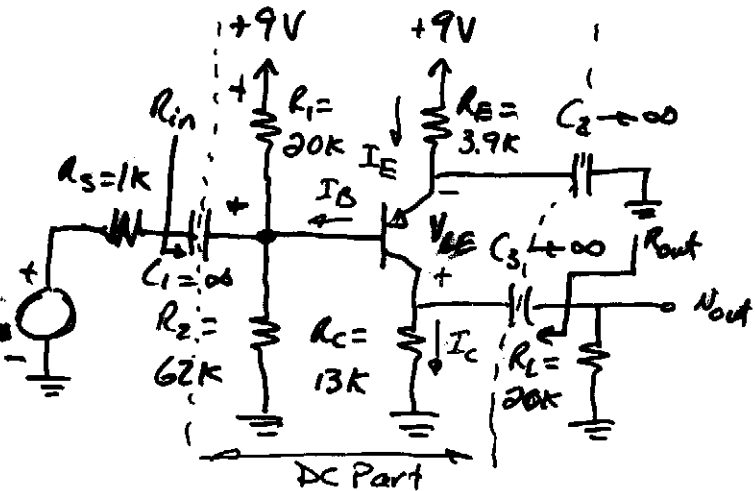 +9V
+9V
+
R1=
20K
RE=
3.9K
C2→∞
Rin
IE
RS=1K
IB
+
−
+
VBE
C3→∞
Rout
C1=∞
+
Vout
−
R2=
62K
RC=
13K
IC
RL=
20K
DC Part